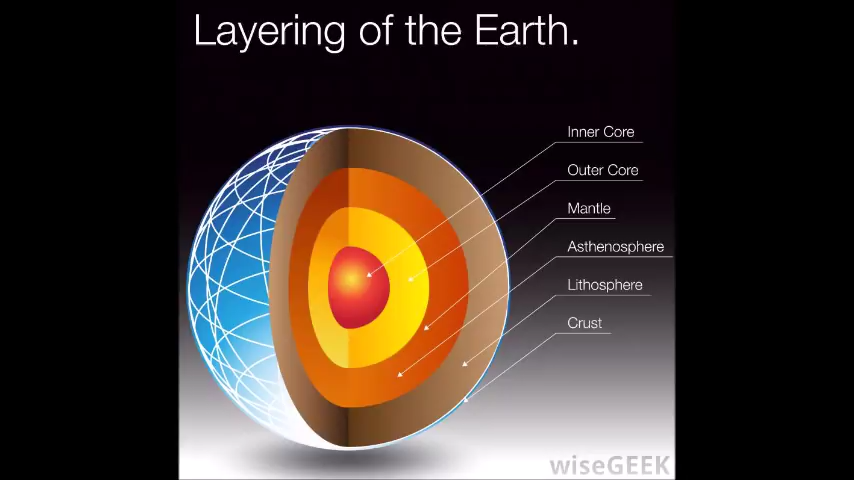 Layering of the Earth.
Inner Core
Outer Core
Mantle
Asthenosphere
Lithosphere
Crust
wiseGEEK